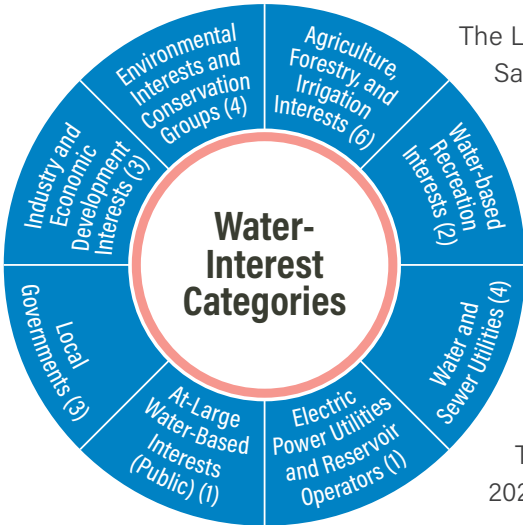 Environmental
Interests and
Conservation
Groups (4)
Agriculture,
Forestry, and
Irrigation
Interests (6)
Water-based
Recreation
Interests (2)
Water and
Sewer Utilities (4)
Electric
Power Utilities
and Reservoir
Operators (1)
At-Large
Water-Based
Interests
(Public) (1)
Local
Governments (3)
Industry and
Economic
Development
Interests (3)
Water-
Interest
Categories
The L
Sa
T
202